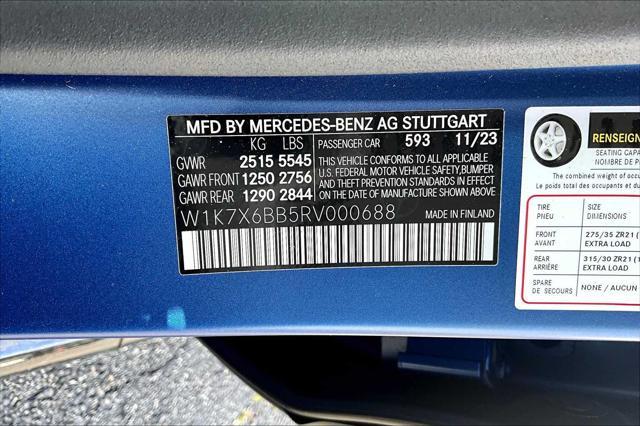 MFD BY MERCEDES-BENZ AG STUTTGART
KG LBS PASSENGER CAR 593 11/23
GVWR 2515 5545
GAWR FRONT 1250 2756
GAWR REAR 1290 2844
THIS VEHICLE CONFORMS TO ALL APPLICABLE
U.S. FEDERAL MOTOR VEHICLE SAFETY, BUMPER
AND THEFT PREVENTION STANDARDS IN EFFECT
ON THE DATE OF MANUFACTURE SHOWN ABOVE
W1K7X6BB5RV000688 MADE IN FINLAND
RENSEIGN
SEATING CAPA
NOMBRE DE P
The combined weight of occu
Le poids total des occupants et du
TIRE SIZE
PNEU DIMENSIONS
FRONT 275/35 ZR21 (1
AVANT EXTRA LOAD
REAR 315/30 ZR21 (1
ARRIÈRE EXTRA LOAD
SPARE NONE / AUCUN
DE SECOURS